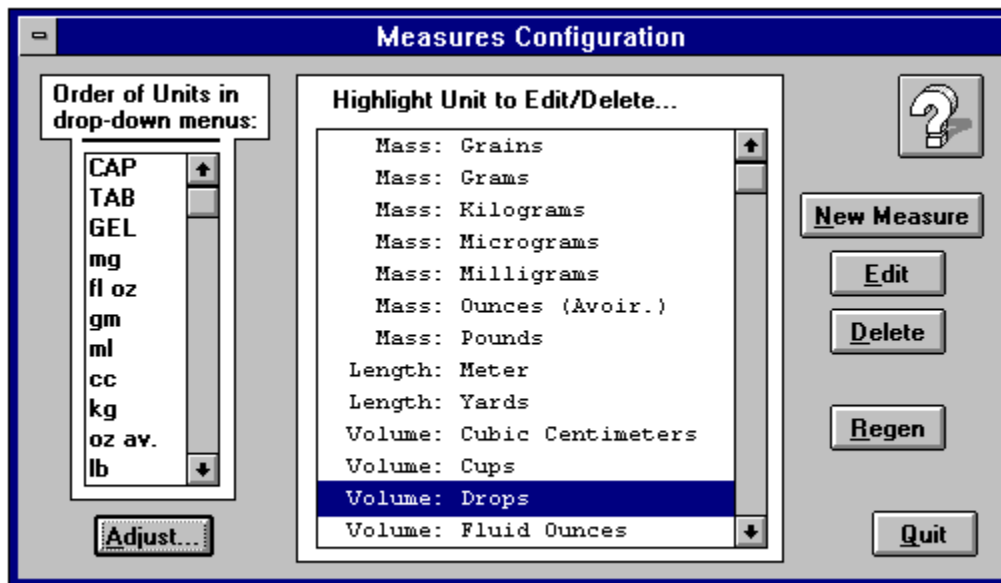 Measures Configuration
Order of Units in
drop-down menus:
CAP
TAB
GEL
mg
fl oz
gm
ml
cc
kg
oz av.
lb
Adjust...
Highlight Unit to Edit/Delete...
Mass: Grains
Mass: Grams
Mass: Kilograms
Mass: Micrograms
Mass: Milligrams
Mass: Ounces (Avoir.)
Mass: Pounds
Length: Meter
Length: Yards
Volume: Cubic Centimeters
Volume: Cups
Volume: Drops
Volume: Fluid Ounces
?
New Measure
Edit
Delete
Regen
Quit